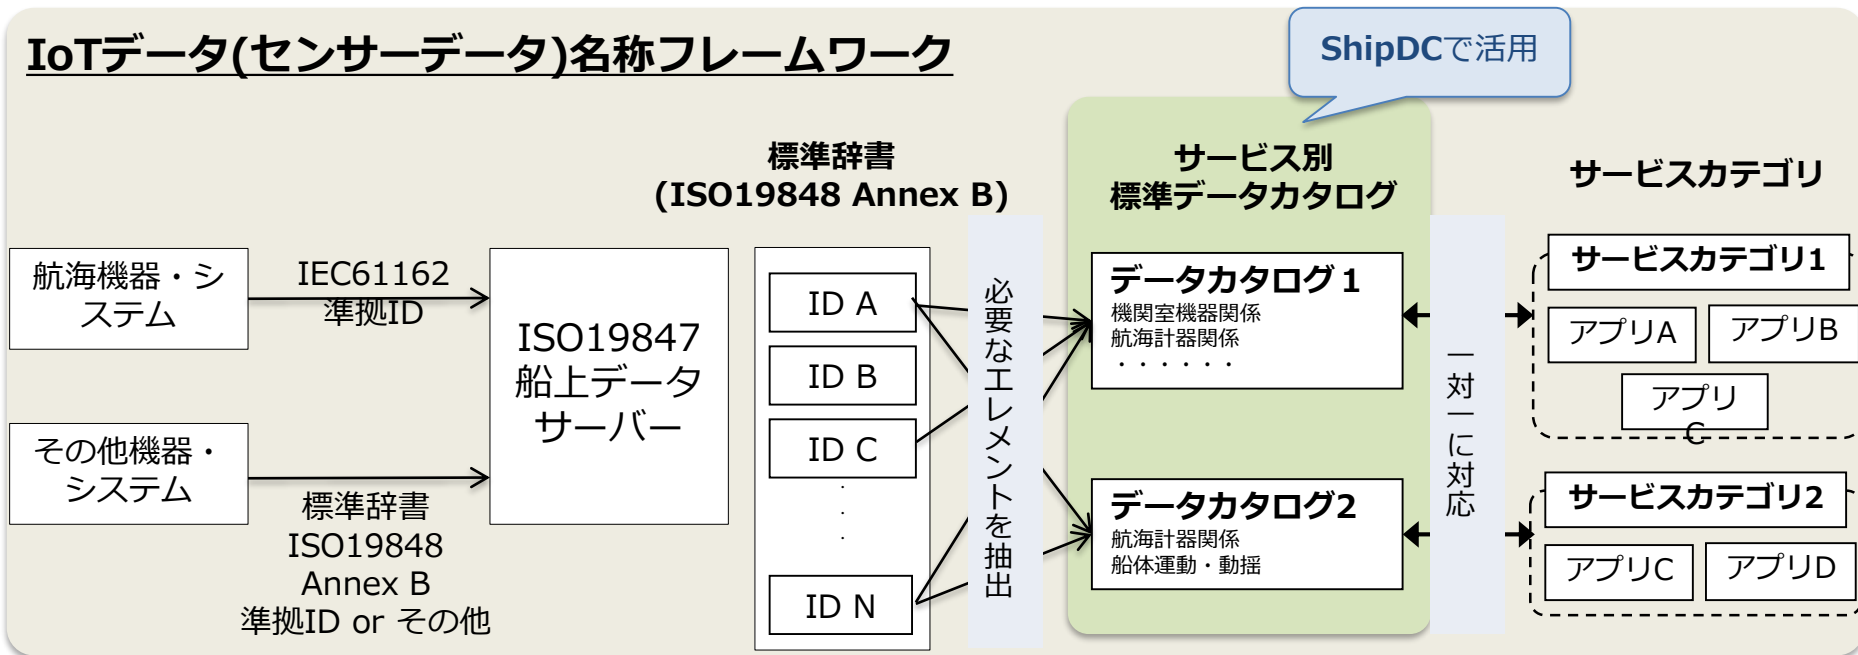 IoTデータ(センサーデータ)名称フレームワーク
ShipDCで活用
標準辞書
(ISO19848 Annex B)
サービス別
標準データカタログ
サービスカテゴリ
航海機器・シ
ステム
IEC61162
準拠ID
その他機器・
システム
標準辞書
ISO19848
Annex B
準拠ID or その他
ISO19847
船上データ
サーバー
ID A
ID B
ID C
・
・
・
ID N
必要なエレメントを抽出
データカタログ１
機関室機器関係
航海計器関係
・・・・・・
データカタログ2
航海計器関係
船体運動・動揺
一対一に対応
サービスカテゴリ1
アプリA
アプリB
アプリ
C
サービスカテゴリ2
アプリC
アプリD